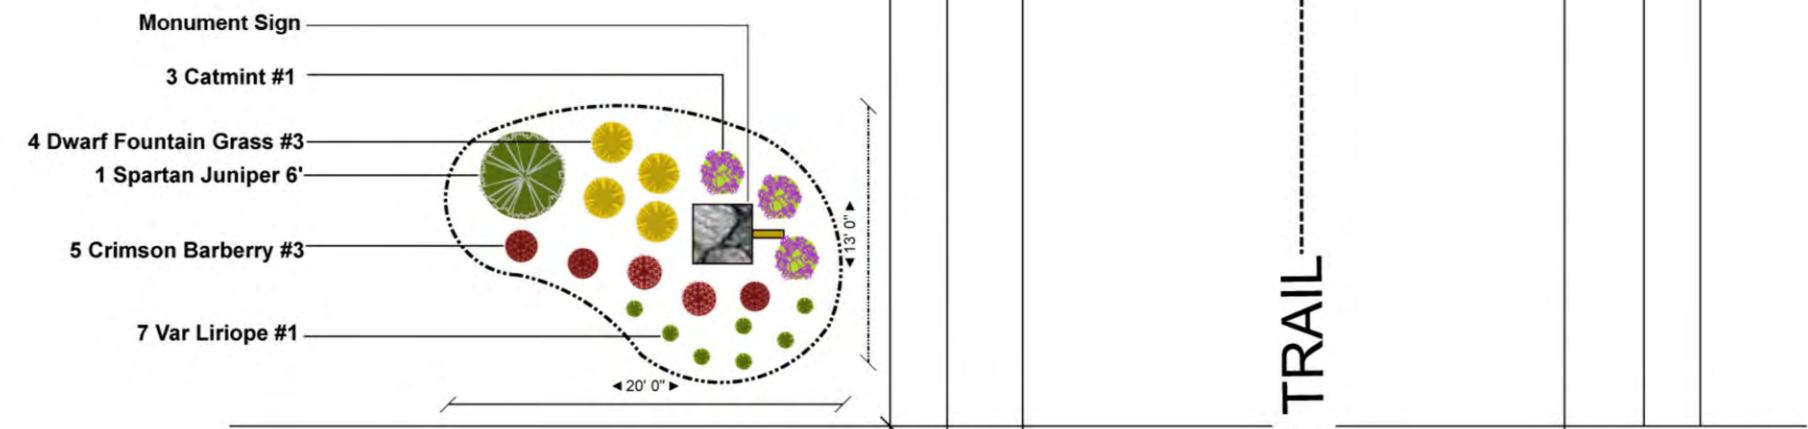 Monument Sign
3 Catmint #1
4 Dwarf Fountain Grass #3
1 Spartan Juniper 6'
5 Crimson Barberry #3
7 Var Liriope #1
20' 0"
13' 0"
TRAIL